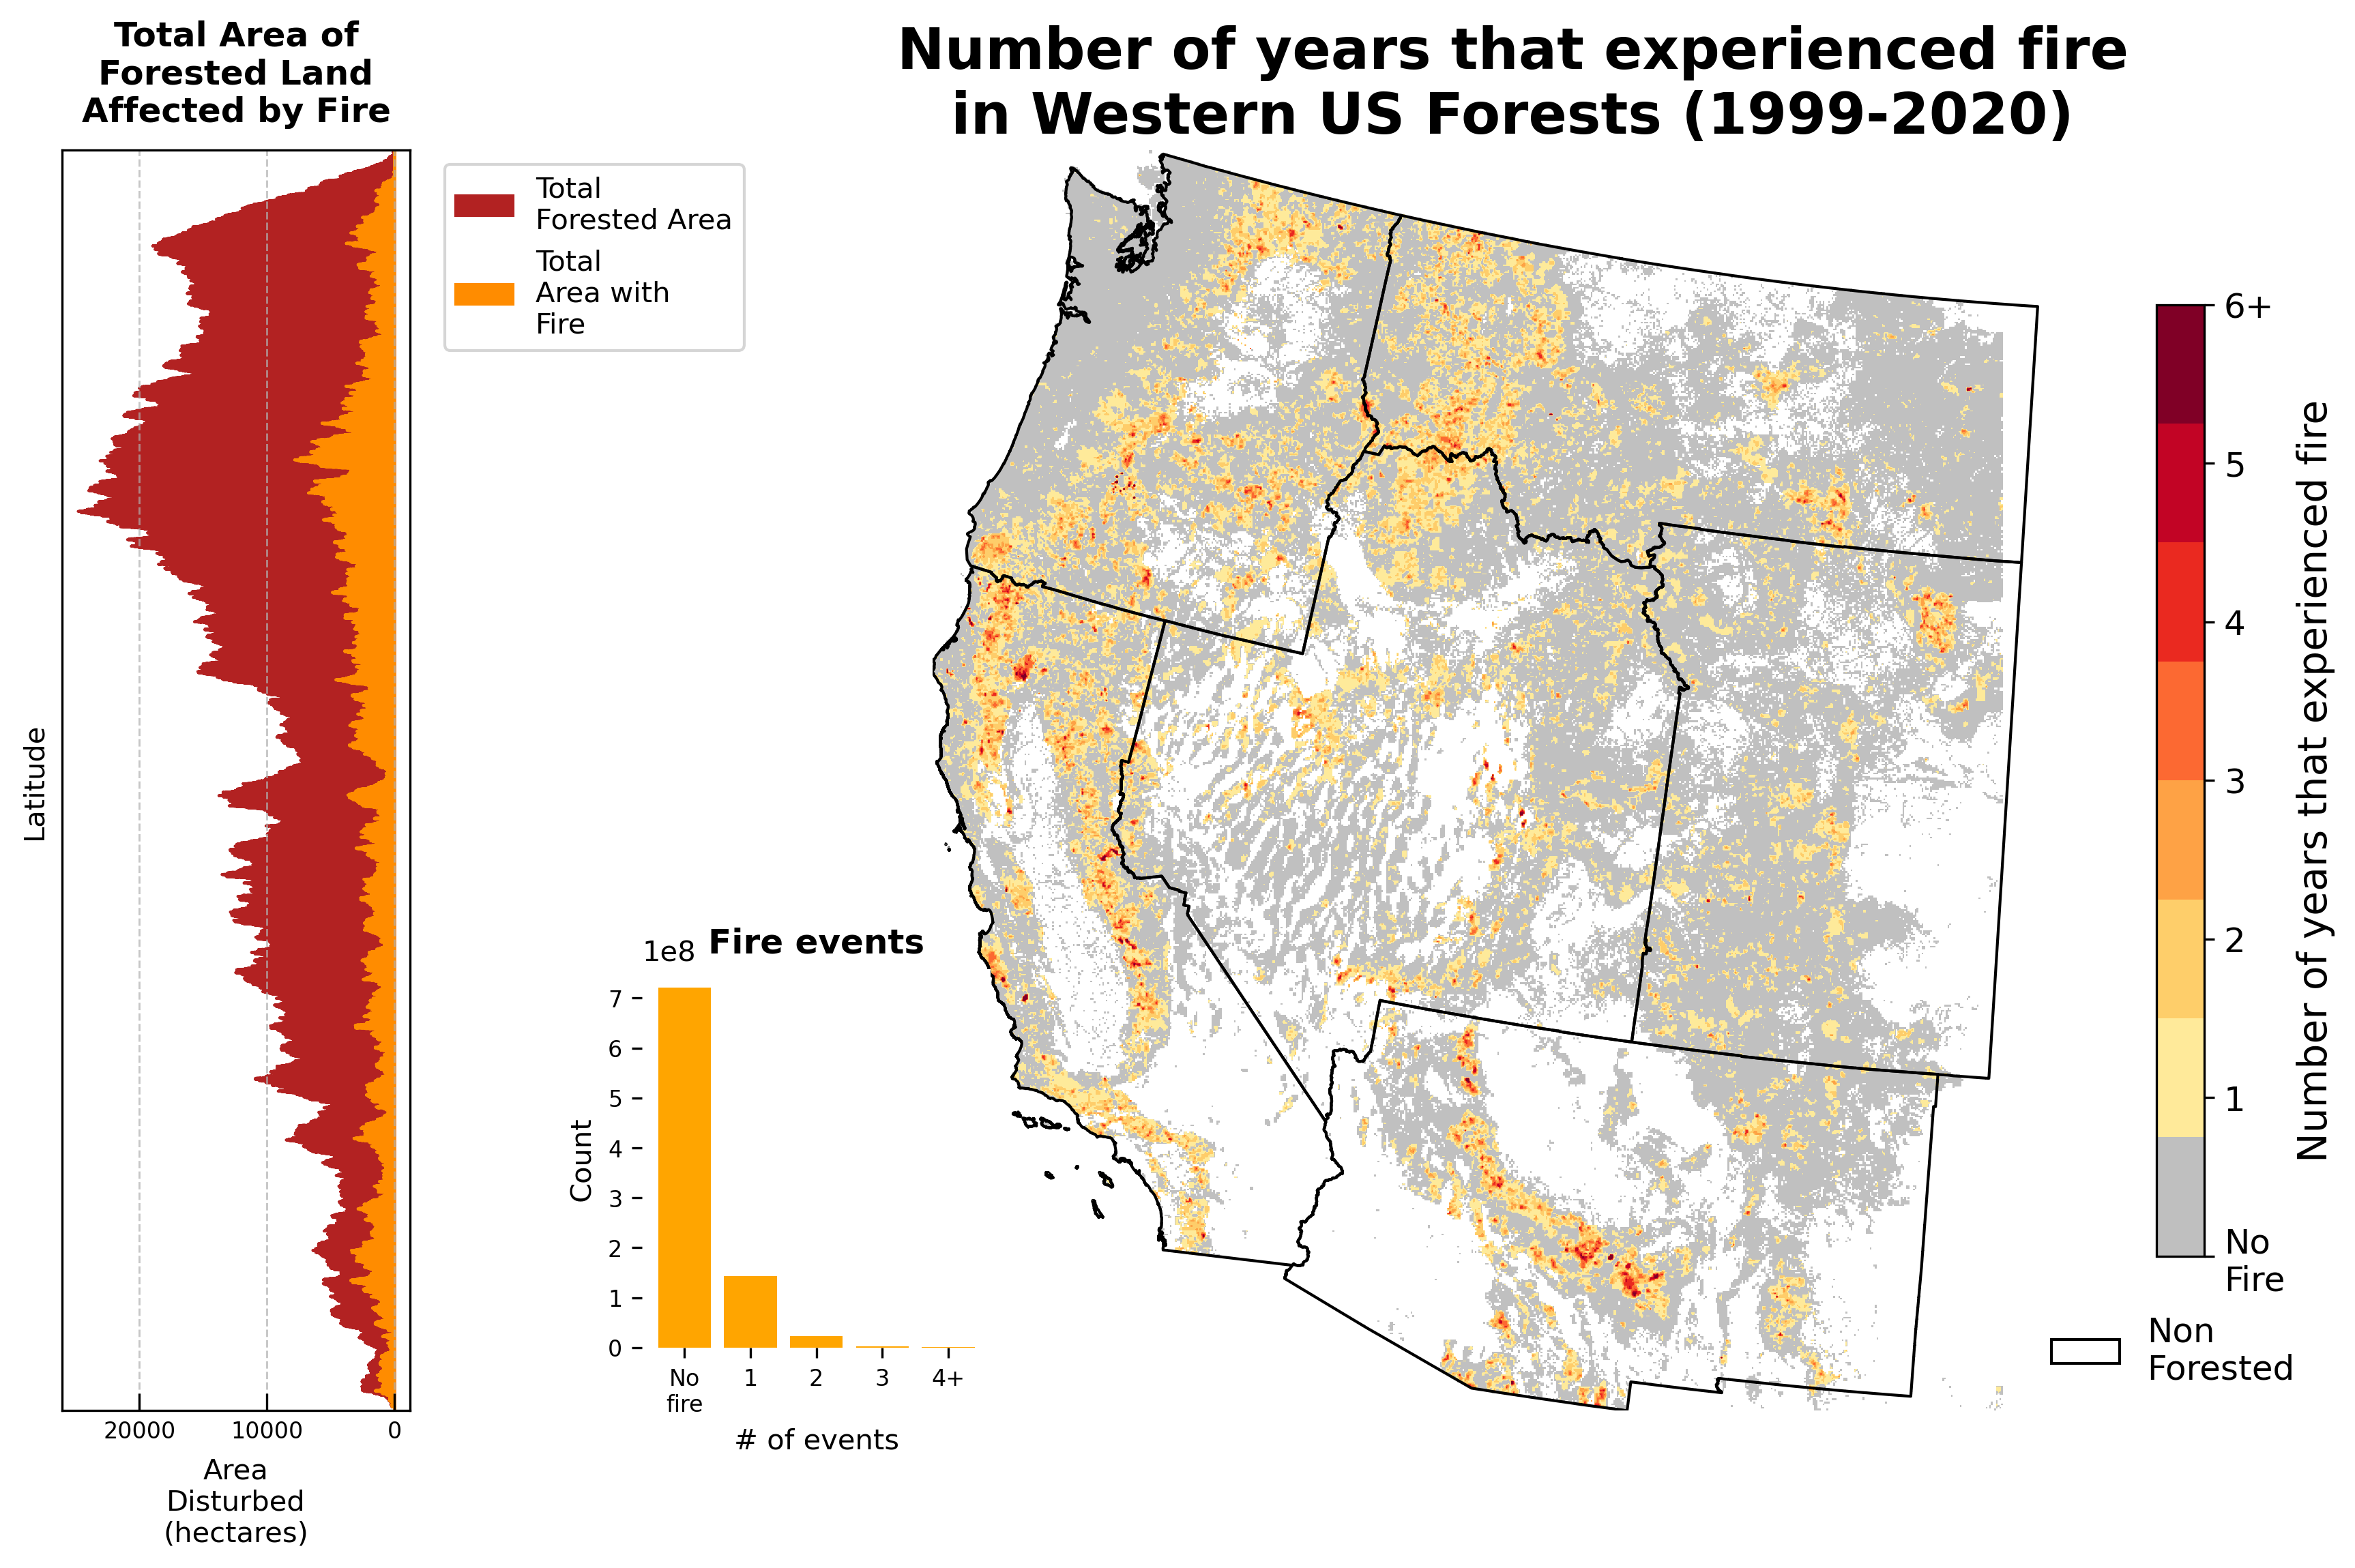 Total Area of
Forested Land
Affected by Fire
Number of years that experienced fire
in Western US Forests (1999-2020)
Total
Forested Area
Total
Area with
Fire
Latitude
20000
10000
0
Area
Disturbed
(hectares)
1e8
Fire events
Count
7
6
5
4
3
2
1
0
No
fire
1
2
3
4+
# of events
6+
5
4
3
2
1
No
Fire
Number of years that experienced fire
Non
Forested